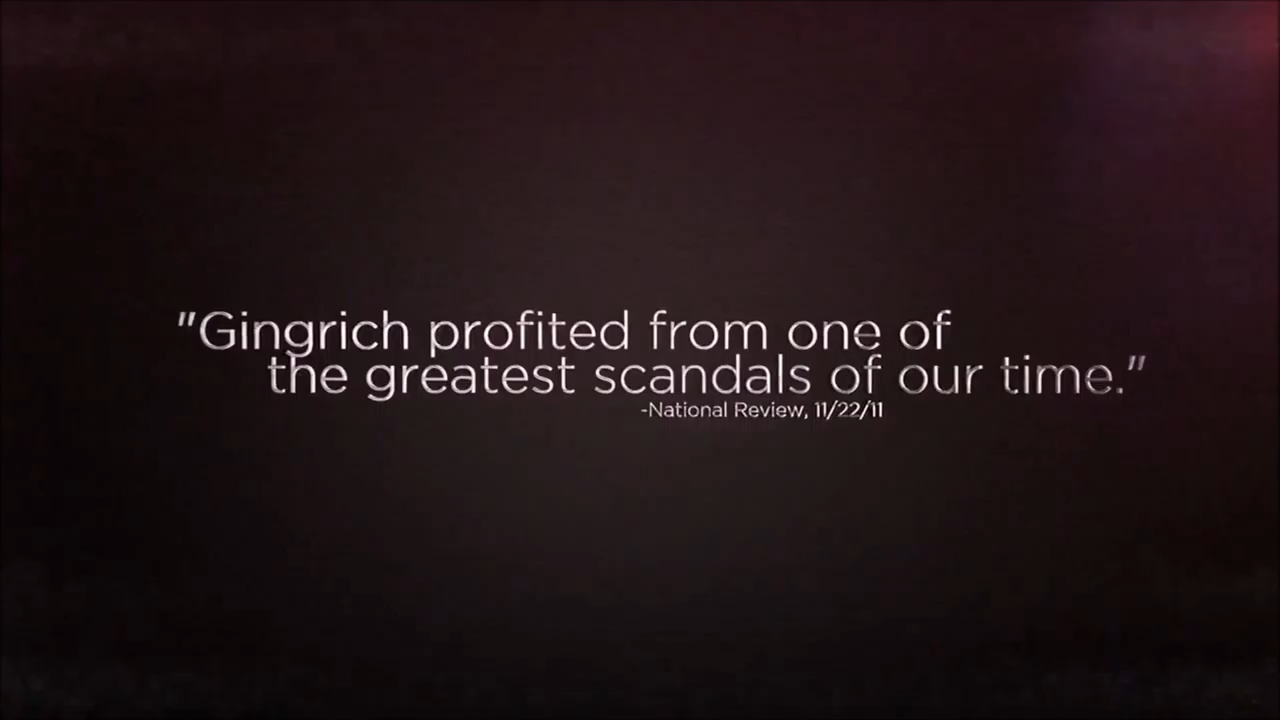 "Gingrich profited from one of
the greatest scandals of our time."
-National Review, 11/22/11